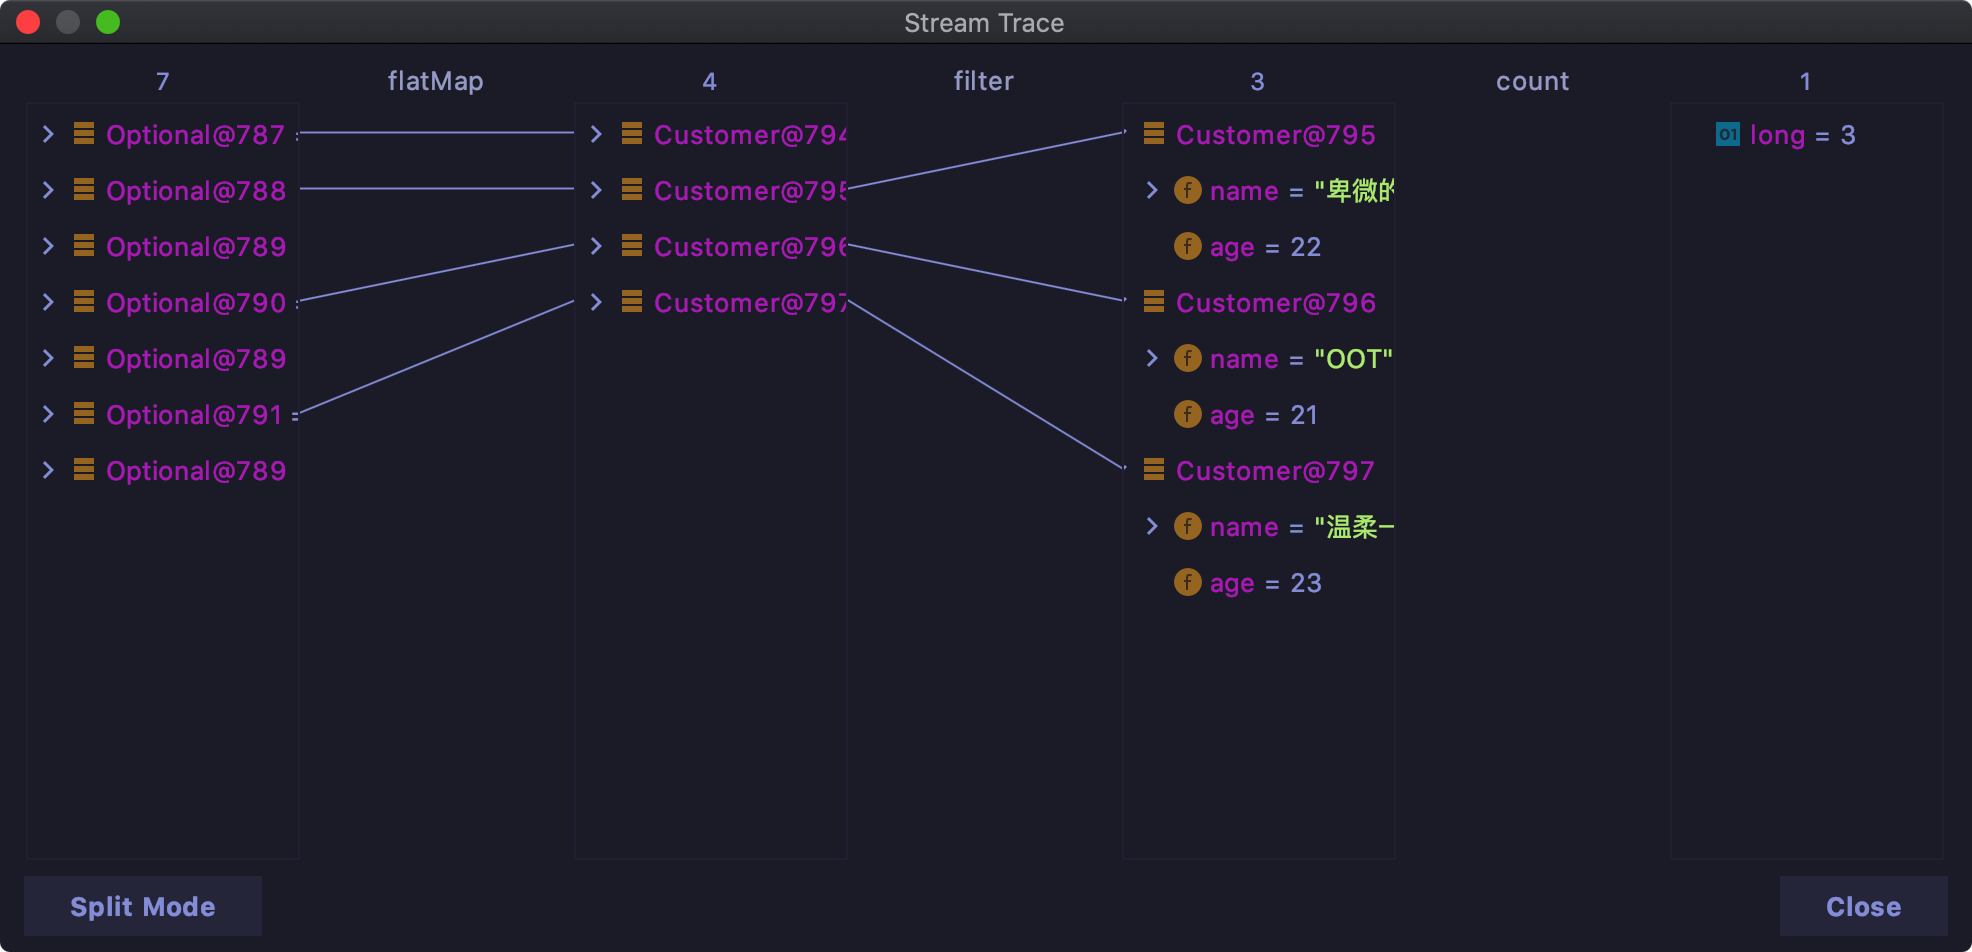 Stream Trace
7 flatMap 4 filter 3 count 1
Optional@787 Customer@794 Customer@795 01 long = 3
Optional@788 Customer@795 f name = "卑微的
Optional@789 Customer@796 f age = 22
Optional@790 Customer@797 Customer@796
Optional@789 f name = "OOT"
Optional@791 = f age = 21
Optional@789 Customer@797
f name = "温柔一
f age = 23
Split Mode Close